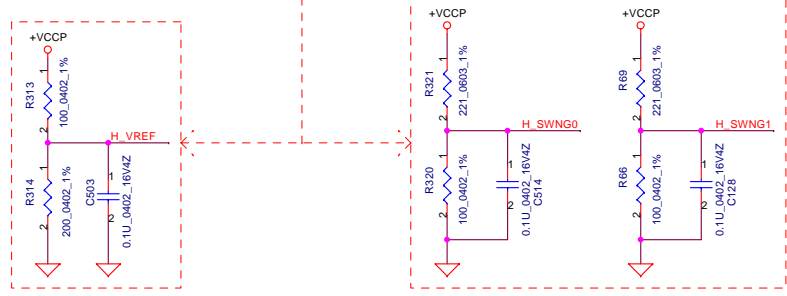 +VCCP
1
R313
100_0402_1%
2
H_VREF
1
R314
200_0402_1%
2
1
C503
0.1U_0402_16V4Z
2
+VCCP
1
R321
221_0603_1%
2
H_SWNG0
1
R320
100_0402_1%
2
1
C514
0.1U_0402_16V4Z
2
+VCCP
1
R69
221_0603_1%
2
H_SWNG1
1
R66
100_0402_1%
2
1
C128
0.1U_0402_16V4Z
2